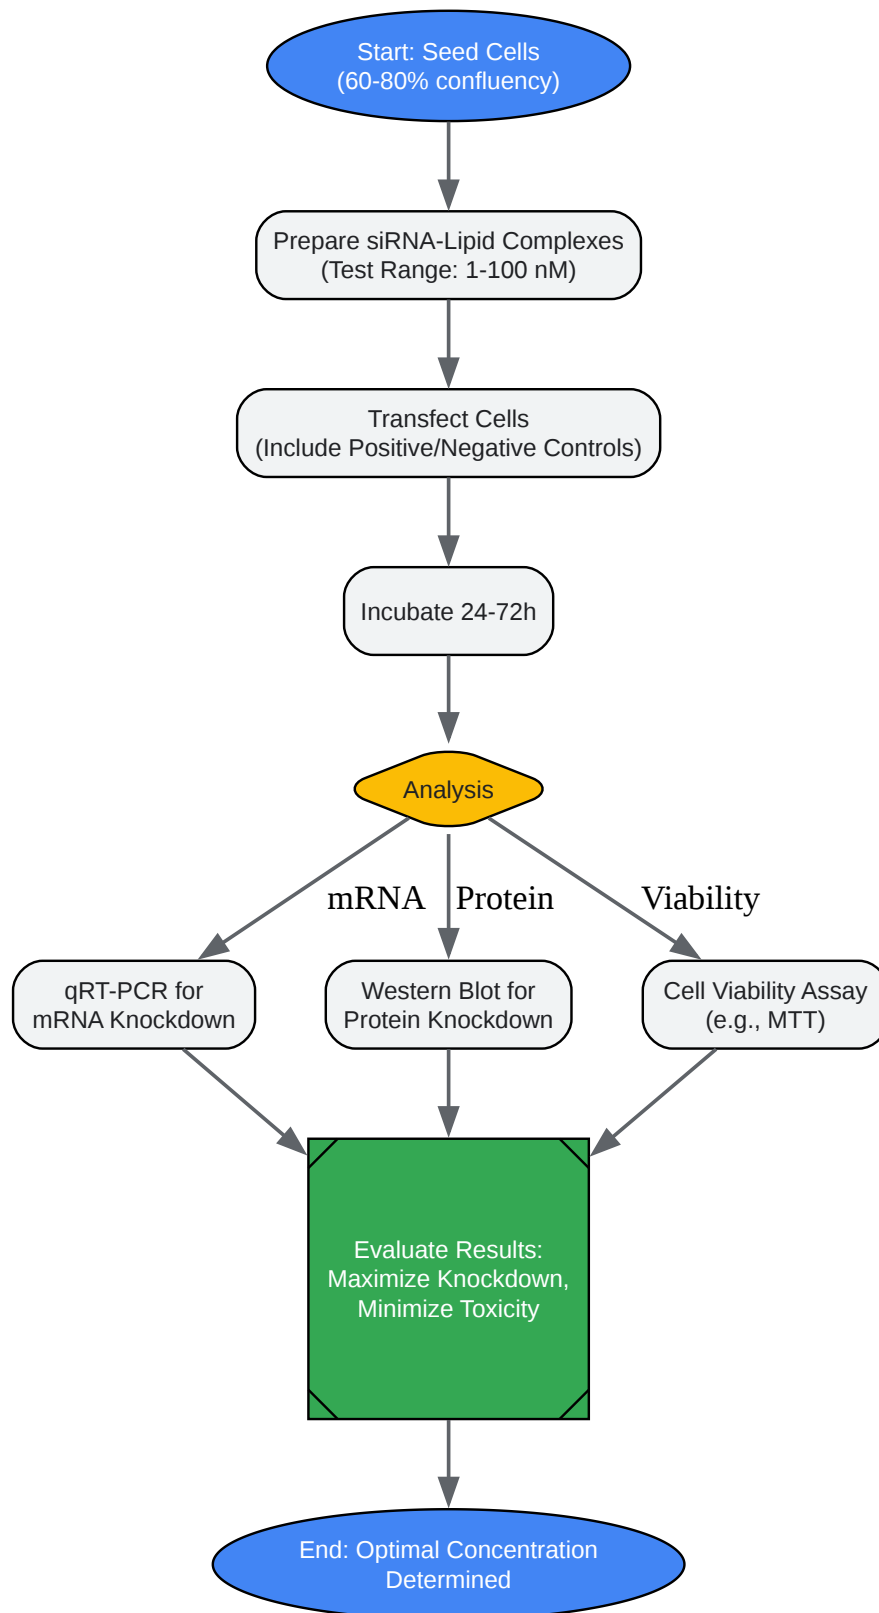 Start: Seed Cells
(60-80% confluency)
Prepare siRNA-Lipid Complexes
(Test Range: 1-100 nM)
Transfect Cells
(Include Positive/Negative Controls)
Incubate 24-72h
Analysis
mRNA
Protein
Viability
qRT-PCR for
mRNA Knockdown
Western Blot for
Protein Knockdown
Cell Viability Assay
(e.g., MTT)
Evaluate Results:
Maximize Knockdown,
Minimize Toxicity
End: Optimal Concentration
Determined